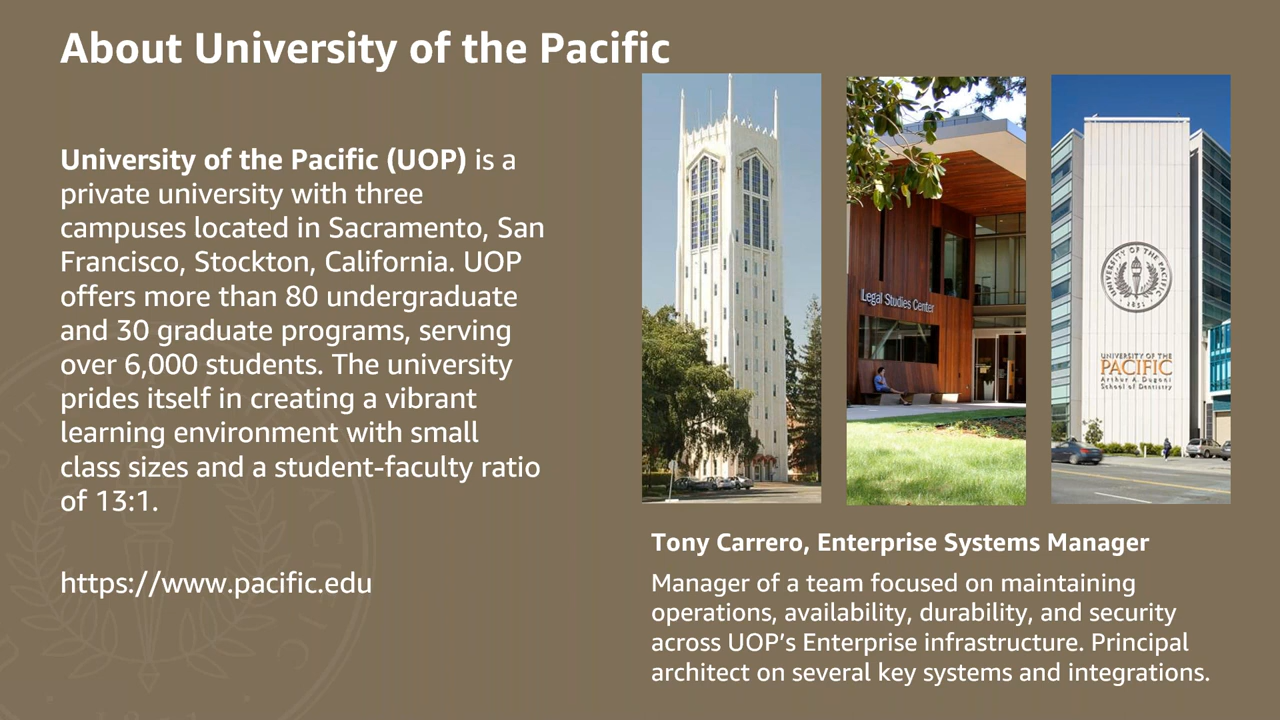 About University of the Pacific
University of the Pacific (UOP) is a
private university with three
campuses located in Sacramento, San
Francisco, Stockton, California. UOP
offers more than 80 undergraduate
and 30 graduate programs, serving
over 6,000 students. The university
prides itself in creating a vibrant
learning environment with small
class sizes and a student-faculty ratio
of 13:1.
https://www.pacific.edu
Legal Studies Center
UNIVERSITY OF THE PACIFIC
1851
UNIVERSITY OF THE
PACIFIC
Arthur A. Dugoni
School of Dentistry
Tony Carrero, Enterprise Systems Manager
Manager of a team focused on maintaining
operations, availability, durability, and security
across UOP’s Enterprise infrastructure. Principal
architect on several key systems and integrations.